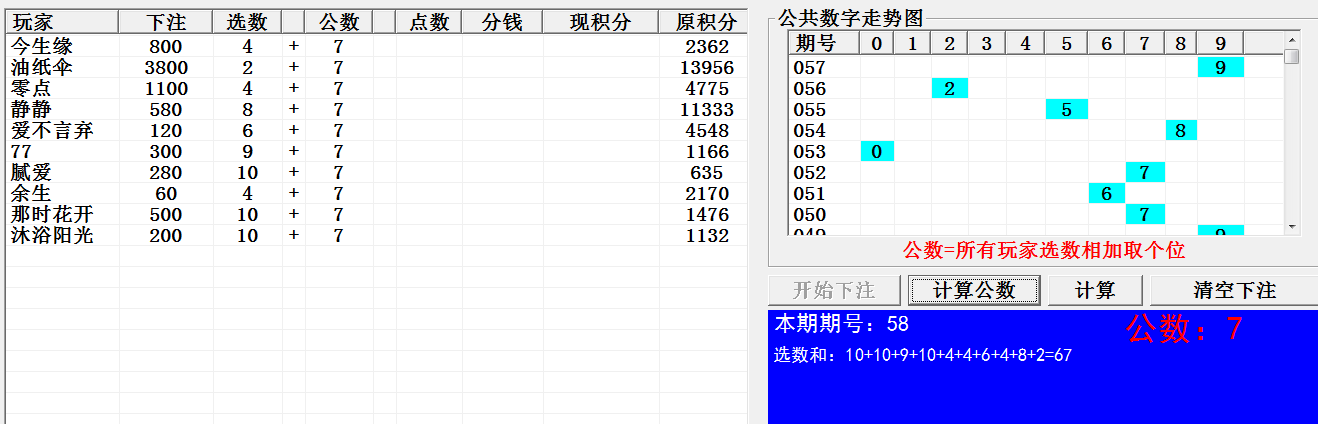 玩家 下注 选数 公数 点数 分钱 现积分 原积分
今生缘 800 4 + 7 2362
油纸伞 3800 2 + 7 13956
零点 1100 4 + 7 4775
静静 580 8 + 7 11333
爱不言弃 120 6 + 7 4548
77 300 9 + 7 1166
腻爱 280 10 + 7 635
余生 60 4 + 7 2170
那时花开 500 10 + 7 1476
沐浴阳光 200 10 + 7 1132
公共数字走势图
期号 0 1 2 3 4 5 6 7 8 9
057 9
056 2
055 5
054 8
053 0
052 7
051 6
050 7
049 9
公数=所有玩家选数相加取个位
开始下注 计算公数 计算 清空下注
本期期号：58 公数：7
选数和：10+10+9+10+4+4+6+4+8+2=67